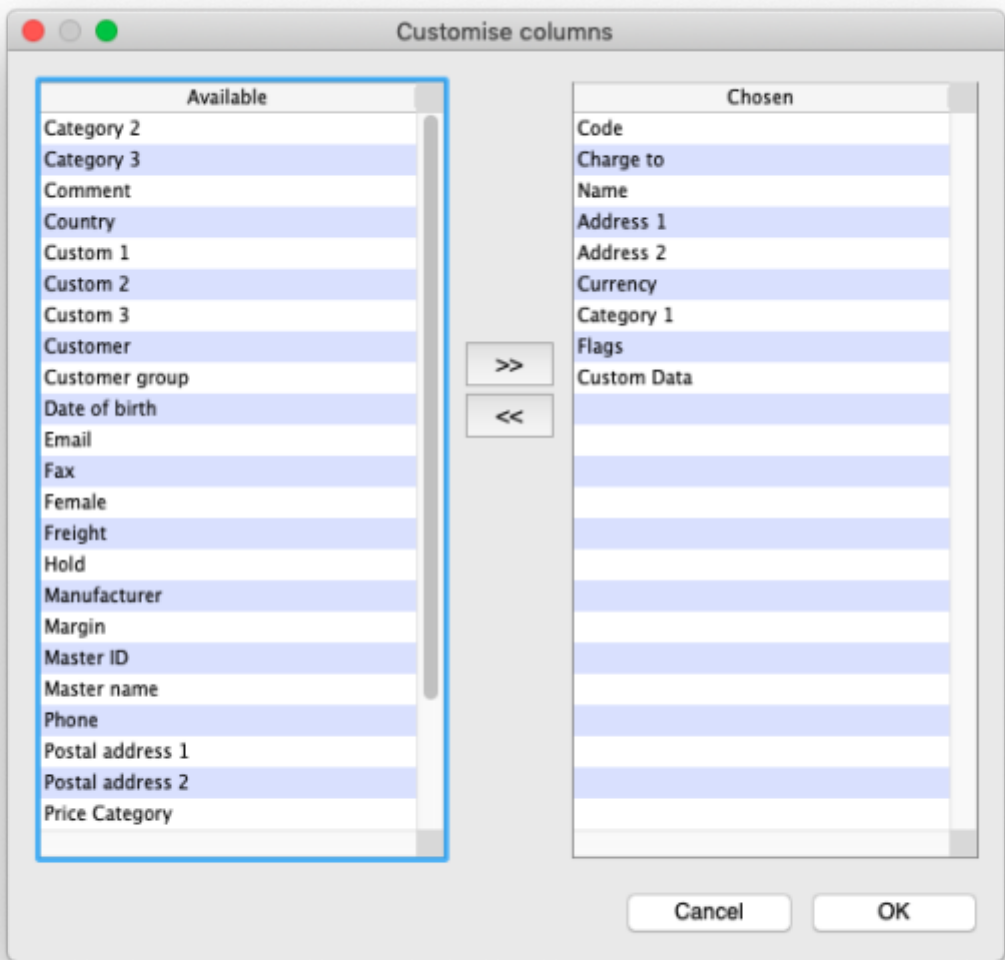 Customise columns
Available
Category 2
Category 3
Comment
Country
Custom 1
Custom 2
Custom 3
Customer
Customer group
Date of birth
Email
Fax
Female
Freight
Hold
Manufacturer
Margin
Master ID
Master name
Phone
Postal address 1
Postal address 2
Price Category
>>
<<
Chosen
Code
Charge to
Name
Address 1
Address 2
Currency
Category 1
Flags
Custom Data
Cancel
OK